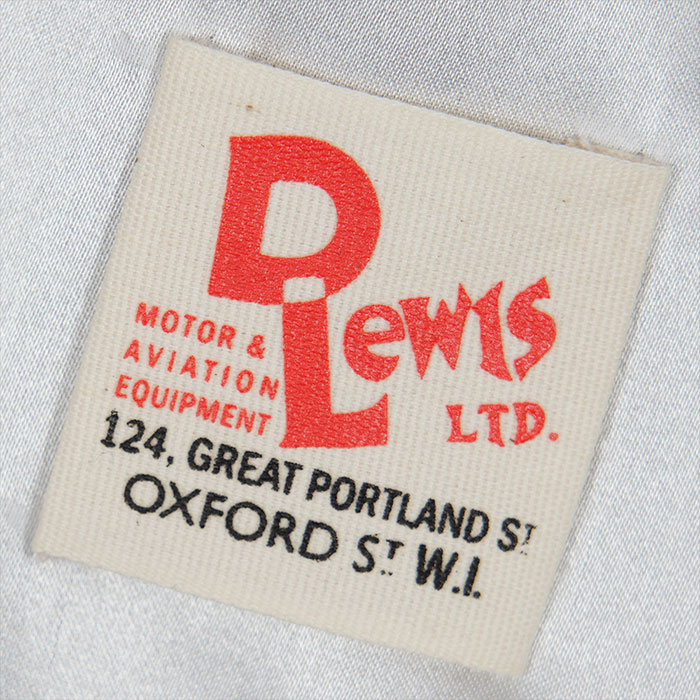 D Lewis
LTD.
MOTOR &
AVIATION
EQUIPMENT
124, GREAT PORTLAND ST
OXFORD ST W.I.